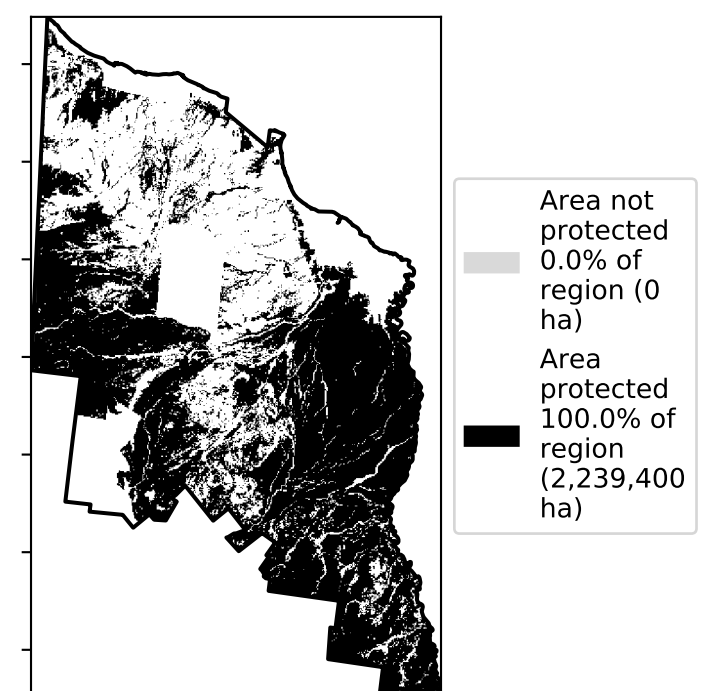 Area not
protected
0.0% of
region (0
ha)
Area
protected
100.0% of
region
(2,239,400
ha)